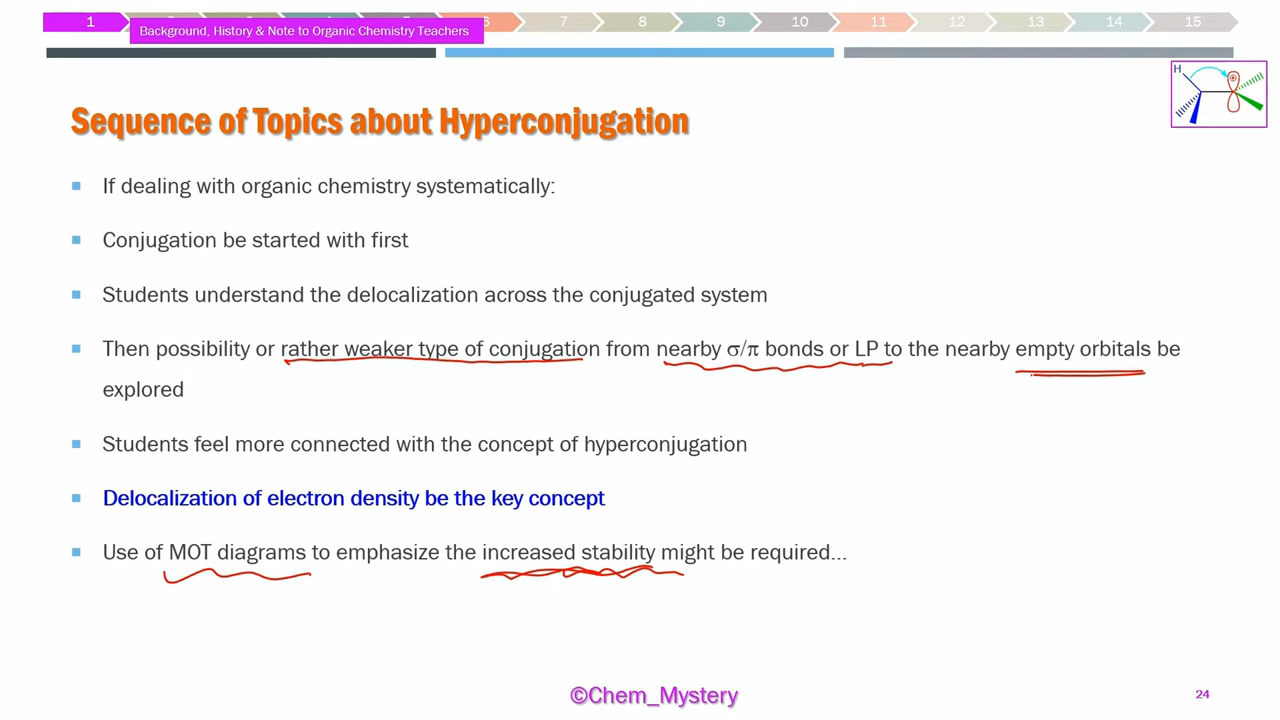 1 2 3 4 5 6 7 8 9 10 11 12 13 14 15
Background, History & Note to Organic Chemistry Teachers
H
Sequence of Topics about Hyperconjugation
If dealing with organic chemistry systematically:
Conjugation be started with first
Students understand the delocalization across the conjugated system
Then possibility or rather weaker type of conjugation from nearby σ/π bonds or LP to the nearby empty orbitals be
explored
Students feel more connected with the concept of hyperconjugation
Delocalization of electron density be the key concept
Use of MOT diagrams to emphasize the increased stability might be required...
©Chem_Mystery
24